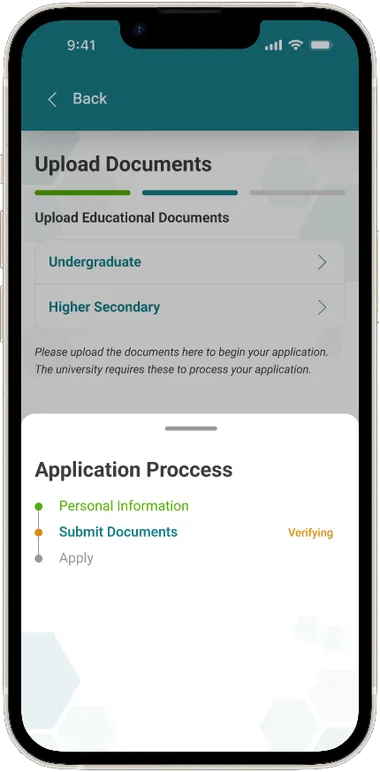 9:41
Back
Upload Documents
Upload Educational Documents
Undergraduate
Higher Secondary
Please upload the documents here to begin your application.
The university requires these to process your application.
Application Proccess
Personal Information
Submit Documents Verifying
Apply